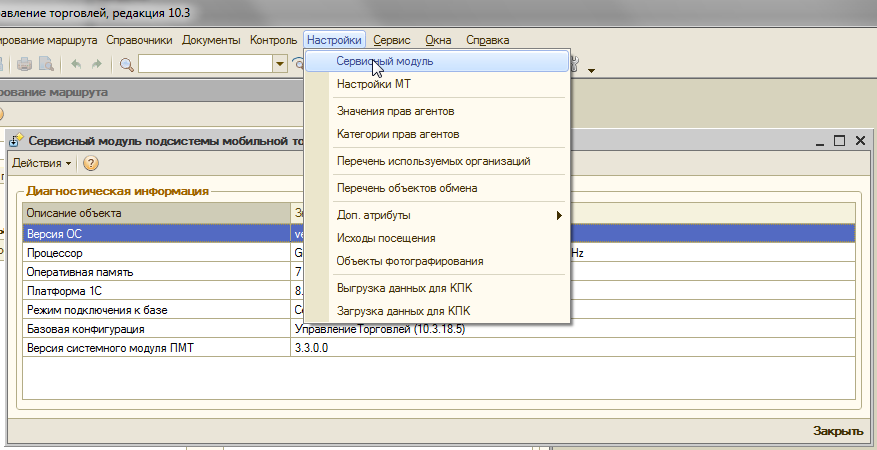 авление торговлей, редакция 10.3
ирование маршрута Справочники Документы Контроль Настройки Сервис Окна Справка
Сервисный модуль
Настройки МТ
Значения прав агентов
Категории прав агентов
Перечень используемых организаций
Перечень объектов обмена
Доп. атрибуты
Исходы посещения
Объекты фотографирования
Выгрузка данных для КПК
Загрузка данных для КПК
рование маршрута
Сервисный модуль подсистемы мобильной то
Действия
Диагностическая информация
Описание объекта
Версия ОС ve
Процессор G Hz
Оперативная память 7
Платформа 1С 8.
Режим подключения к базе
Базовая конфигурация УправлениеТорговлей (10.3.18.5)
Версия системного модуля ПМТ 3.3.0.0
Закрыть